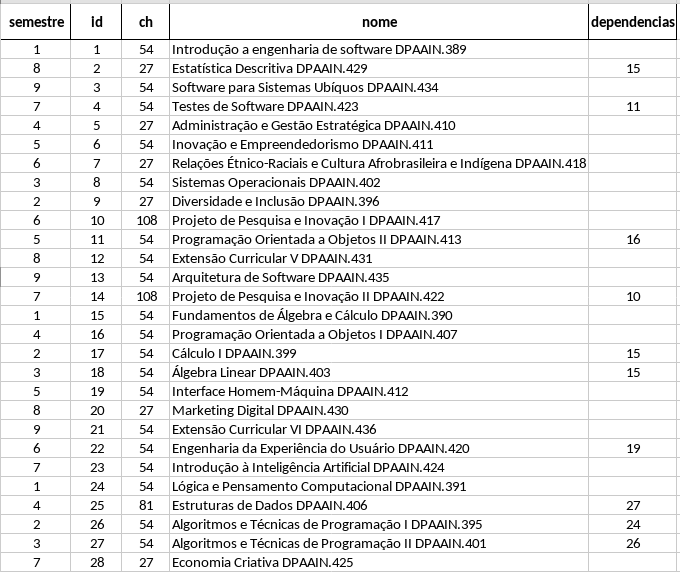 semestre id ch nome dependencias
1 1 54 Introdução a engenharia de software DPAAIN.389
8 2 27 Estatística Descritiva DPAAIN.429 15
9 3 54 Software para Sistemas Ubíquos DPAAIN.434
7 4 54 Testes de Software DPAAIN.423 11
4 5 27 Administração e Gestão Estratégica DPAAIN.410
5 6 54 Inovação e Empreendedorismo DPAAIN.411
6 7 27 Relações Étnico-Raciais e Cultura Afrobrasileira e Indígena DPAAIN.418
3 8 54 Sistemas Operacionais DPAAIN.402
2 9 27 Diversidade e Inclusão DPAAIN.396
6 10 108 Projeto de Pesquisa e Inovação I DPAAIN.417
5 11 54 Programação Orientada a Objetos II DPAAIN.413 16
8 12 54 Extensão Curricular V DPAAIN.431
9 13 54 Arquitetura de Software DPAAIN.435
7 14 108 Projeto de Pesquisa e Inovação II DPAAIN.422 10
1 15 54 Fundamentos de Álgebra e Cálculo DPAAIN.390
4 16 54 Programação Orientada a Objetos I DPAAIN.407
2 17 54 Cálculo I DPAAIN.399 15
3 18 54 Álgebra Linear DPAAIN.403 15
5 19 54 Interface Homem-Máquina DPAAIN.412
8 20 27 Marketing Digital DPAAIN.430
9 21 54 Extensão Curricular VI DPAAIN.436
6 22 54 Engenharia da Experiência do Usuário DPAAIN.420 19
7 23 54 Introdução à Inteligência Artificial DPAAIN.424
1 24 54 Lógica e Pensamento Computacional DPAAIN.391
4 25 81 Estruturas de Dados DPAAIN.406 27
2 26 54 Algoritmos e Técnicas de Programação I DPAAIN.395 24
3 27 54 Algoritmos e Técnicas de Programação II DPAAIN.401 26
7 28 27 Economia Criativa DPAAIN.425